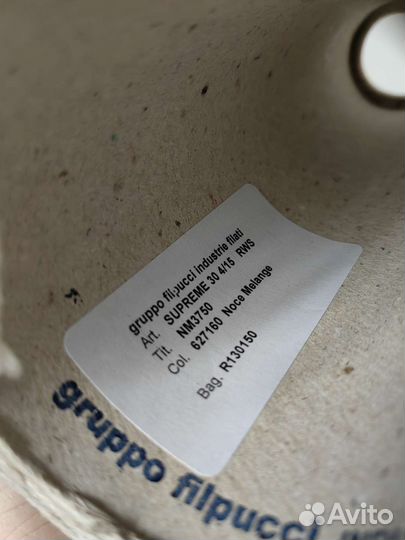 gruppo filpucci industrie filati
Art. SUPREME 30 4/15 RWS
Tit. NM3750
Col. 627160 Noce Melange
Bag. R130150
gruppo filpucci
Avito